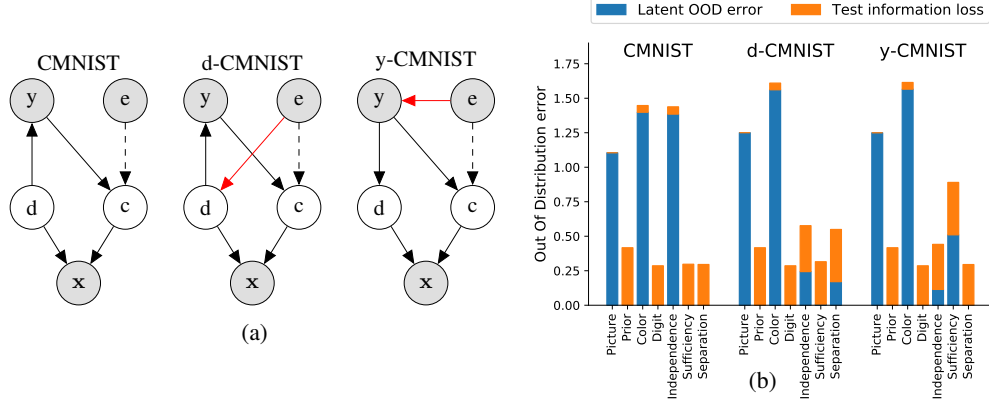 CMNIST
d-CMNIST
y-CMNIST
y
e
y
e
y
e
d
c
d
c
d
c
x
x
x
(a)
Latent OOD error
Test information loss
CMNIST
d-CMNIST
y-CMNIST
Out Of Distribution error
1.75
1.50
1.25
1.00
0.75
0.50
0.25
0.00
Picture
Prior
Color
Digit
Independence
Sufficiency
Separation
Picture
Prior
Color
Digit
Independence
Sufficiency
Separation
Picture
Prior
Color
Digit
Independence
Sufficiency
Separation
(b)